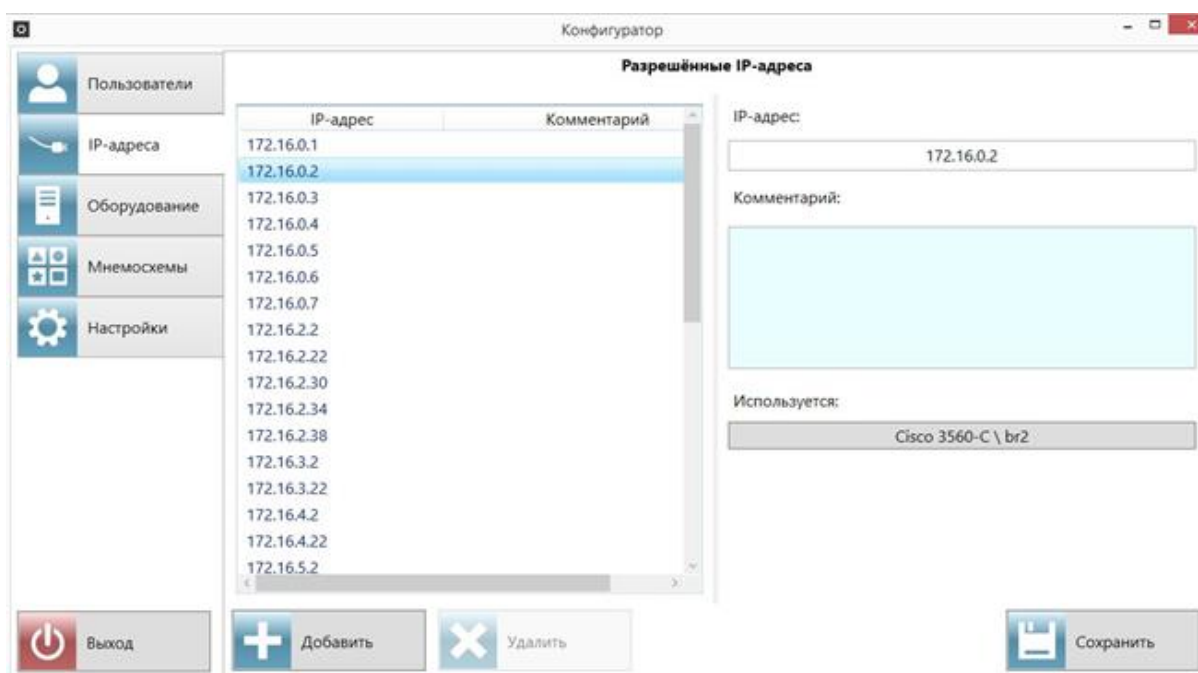 Конфигуратор
Пользователи
IP-адреса
Оборудование
Мнемосхемы
Настройки
Выход
Разрешённые IP-адреса
IP-адрес Комментарий
172.16.0.1
172.16.0.2
172.16.0.3
172.16.0.4
172.16.0.5
172.16.0.6
172.16.0.7
172.16.2.2
172.16.2.22
172.16.2.30
172.16.2.34
172.16.2.38
172.16.3.2
172.16.3.22
172.16.4.2
172.16.4.22
172.16.5.2
IP-адрес:
172.16.0.2
Комментарий:
Используется:
Cisco 3560-C \ br2
Добавить
Удалить
Сохранить